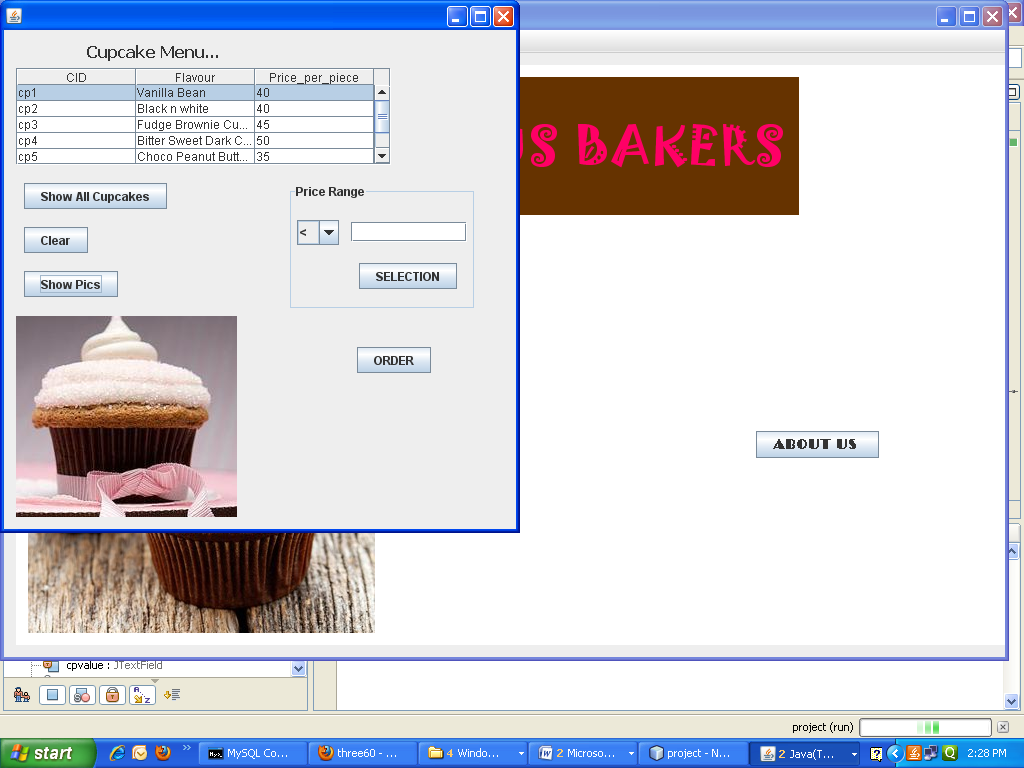 Cupcake Menu...
CID Flavour Price_per_piece
cp1 Vanilla Bean 40
cp2 Black n white 40
cp3 Fudge Brownie Cu... 45
cp4 Bitter Sweet Dark C... 50
cp5 Choco Peanut Butt... 35
Show All Cupcakes
Price Range
<
Clear
SELECTION
Show Pics
ORDER
BAKERS
ABOUT US
cpvalue : JTextField
project (run)
start
MySQL Co...
three60 - ...
4 Windo...
2 Microso...
project - N...
2 Java(T...
2:28 PM